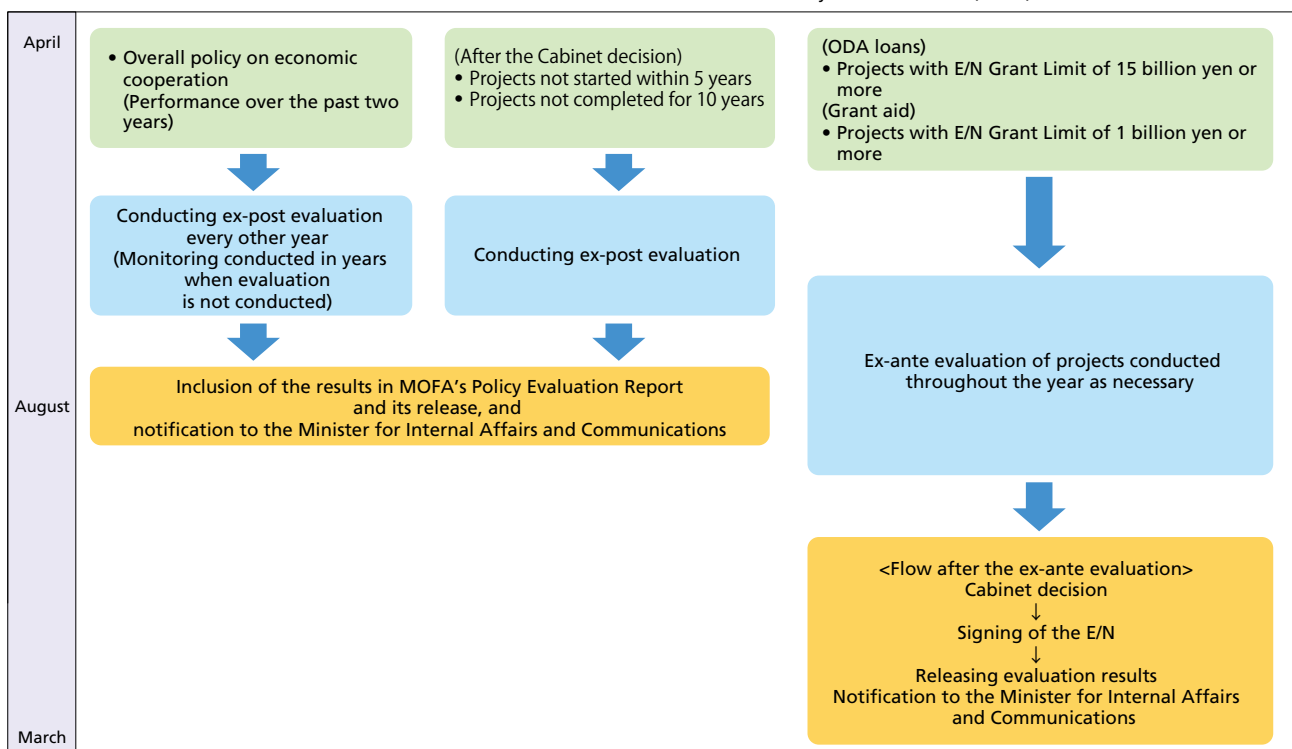 April
• Overall policy on economic
cooperation
(Performance over the past two
years)
(After the Cabinet decision)
• Projects not started within 5 years
• Projects not completed for 10 years
(ODA loans)
• Projects with E/N Grant Limit of 15 billion yen or
more
(Grant aid)
• Projects with E/N Grant Limit of 1 billion yen or
more
Conducting ex-post evaluation
every other year
(Monitoring conducted in years
when evaluation
is not conducted)
Conducting ex-post evaluation
Ex-ante evaluation of projects conducted
throughout the year as necessary
August
Inclusion of the results in MOFA's Policy Evaluation Report
and its release, and
notification to the Minister for Internal Affairs and Communications
<Flow after the ex-ante evaluation>
Cabinet decision
↓
Signing of the E/N
↓
Releasing evaluation results
Notification to the Minister for Internal Affairs
and Communications
March